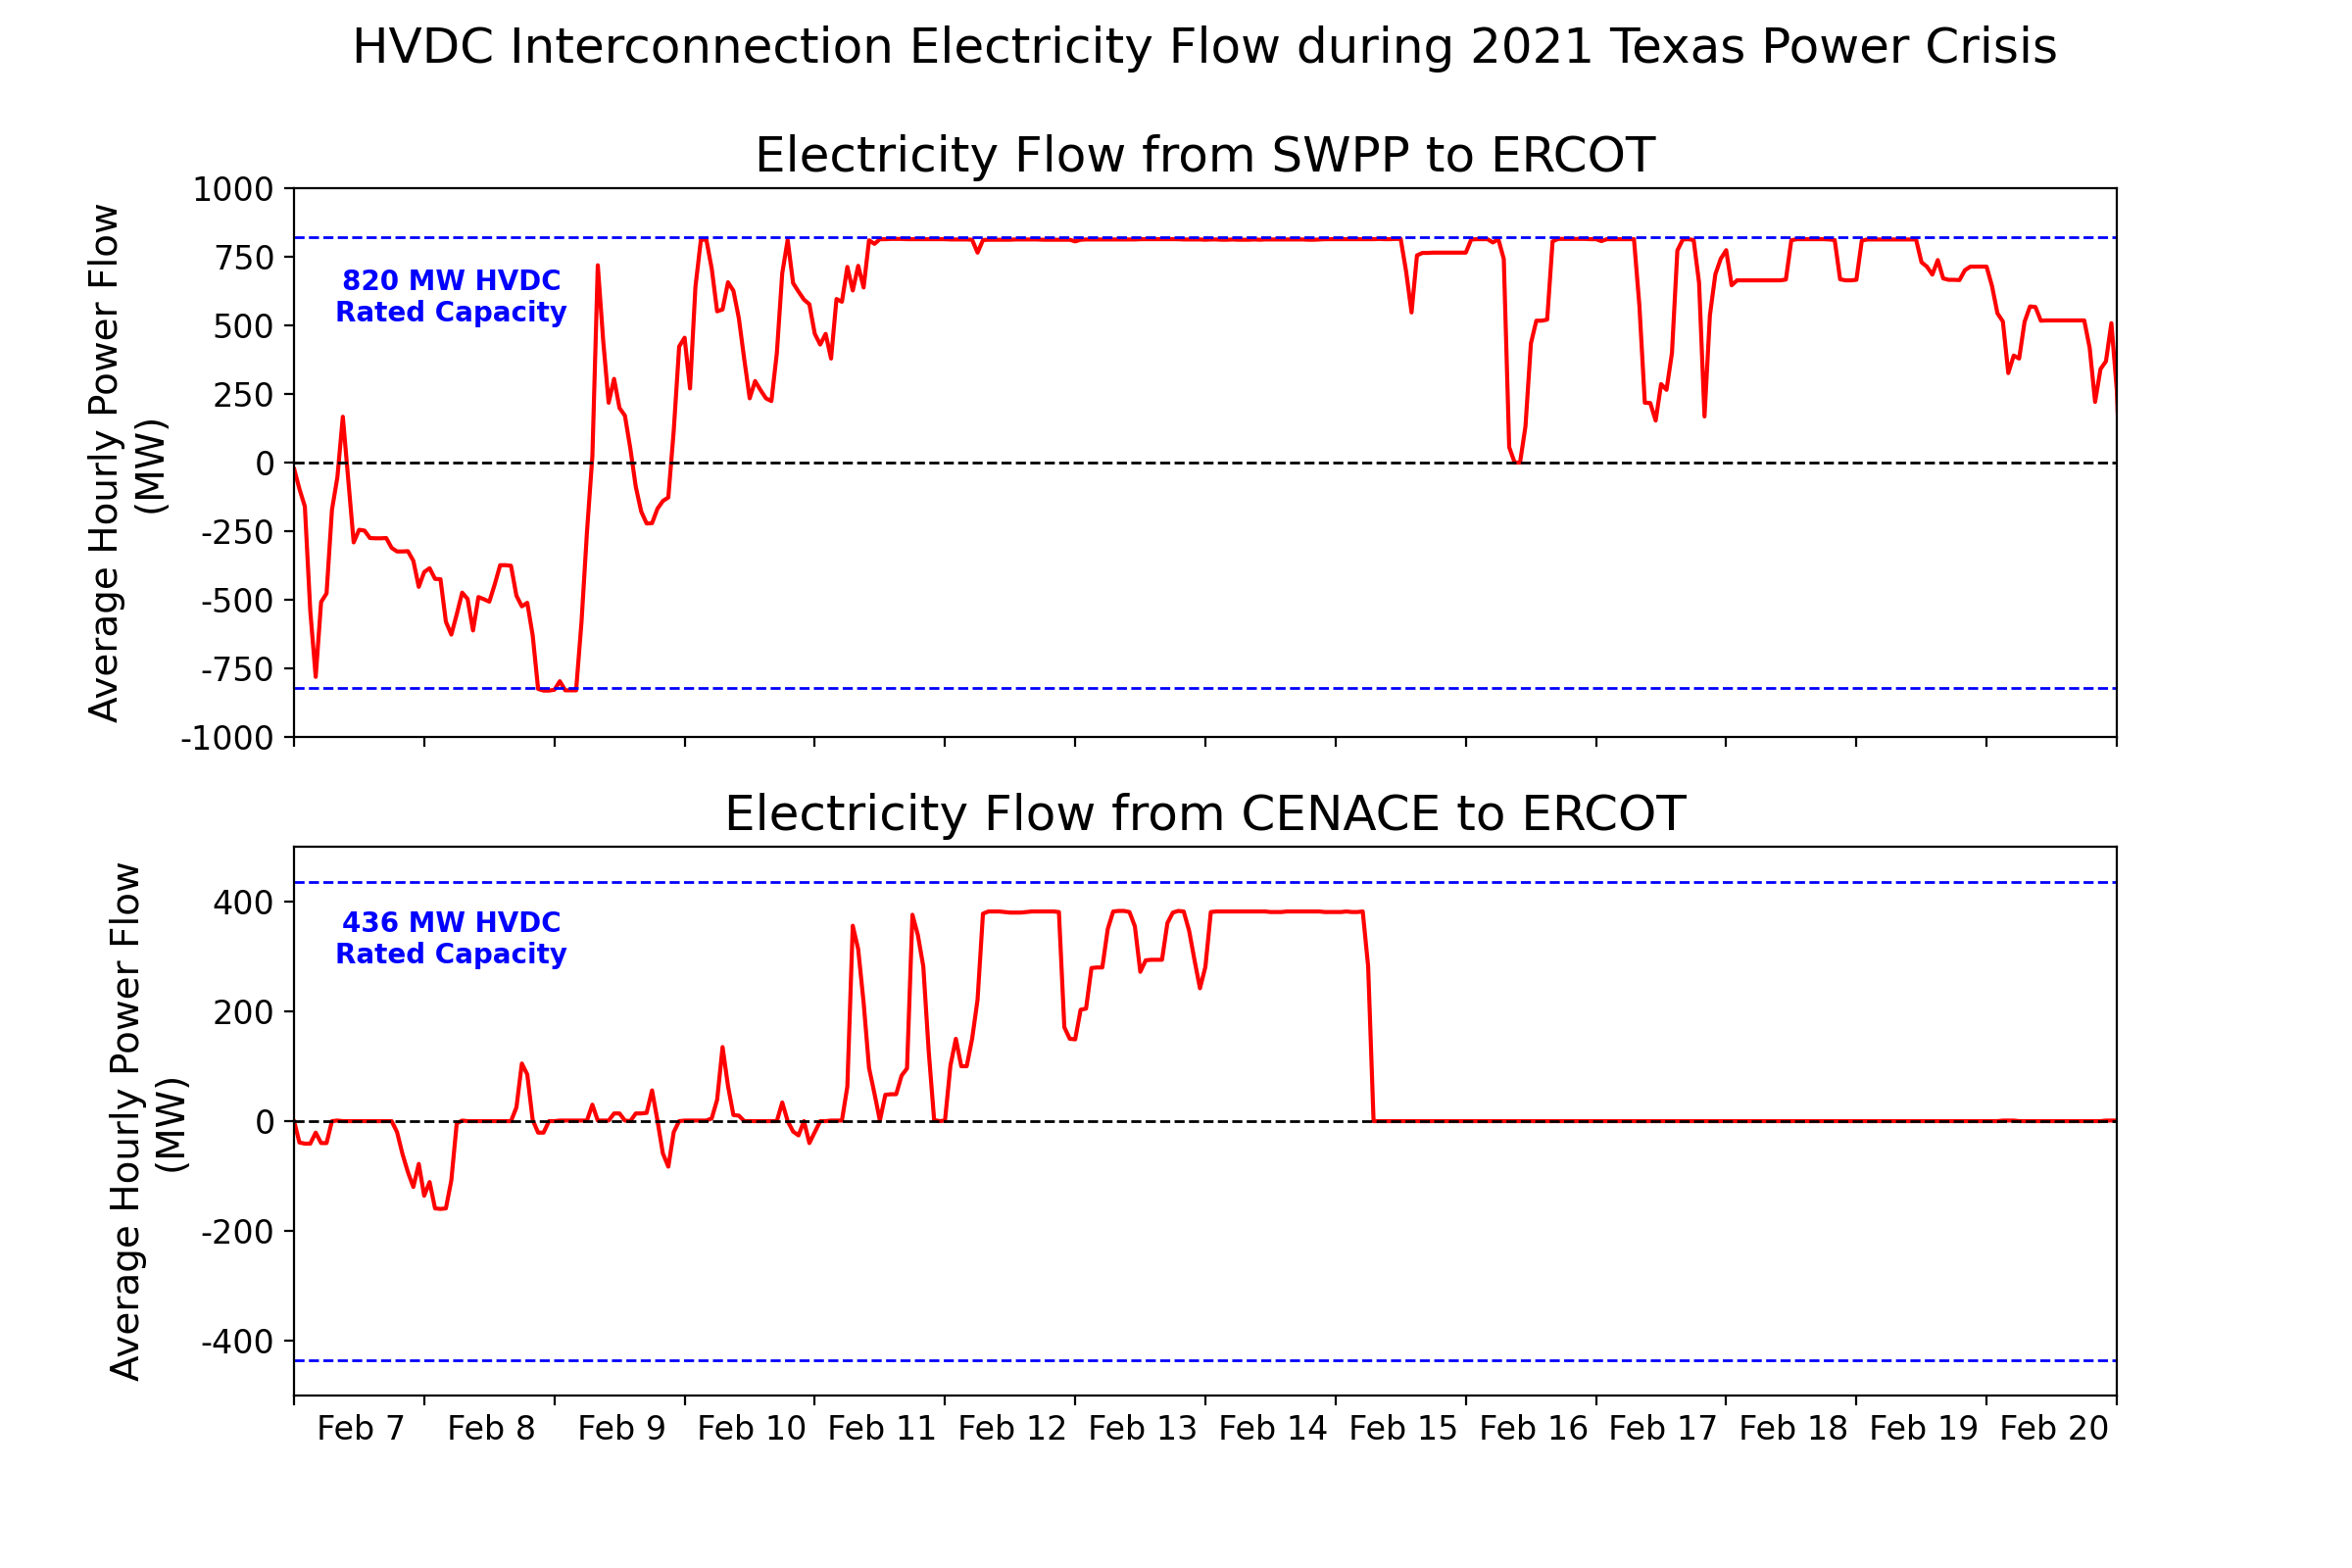 HVDC Interconnection Electricity Flow during 2021 Texas Power Crisis
Electricity Flow from SWPP to ERCOT
Average Hourly Power Flow
(MW)
1000
750
500
250
0
-250
-500
-750
-1000
820 MW HVDC
Rated Capacity
Electricity Flow from CENACE to ERCOT
Average Hourly Power Flow
(MW)
400
200
0
-200
-400
436 MW HVDC
Rated Capacity
Feb 7 Feb 8 Feb 9 Feb 10 Feb 11 Feb 12 Feb 13 Feb 14 Feb 15 Feb 16 Feb 17 Feb 18 Feb 19 Feb 20